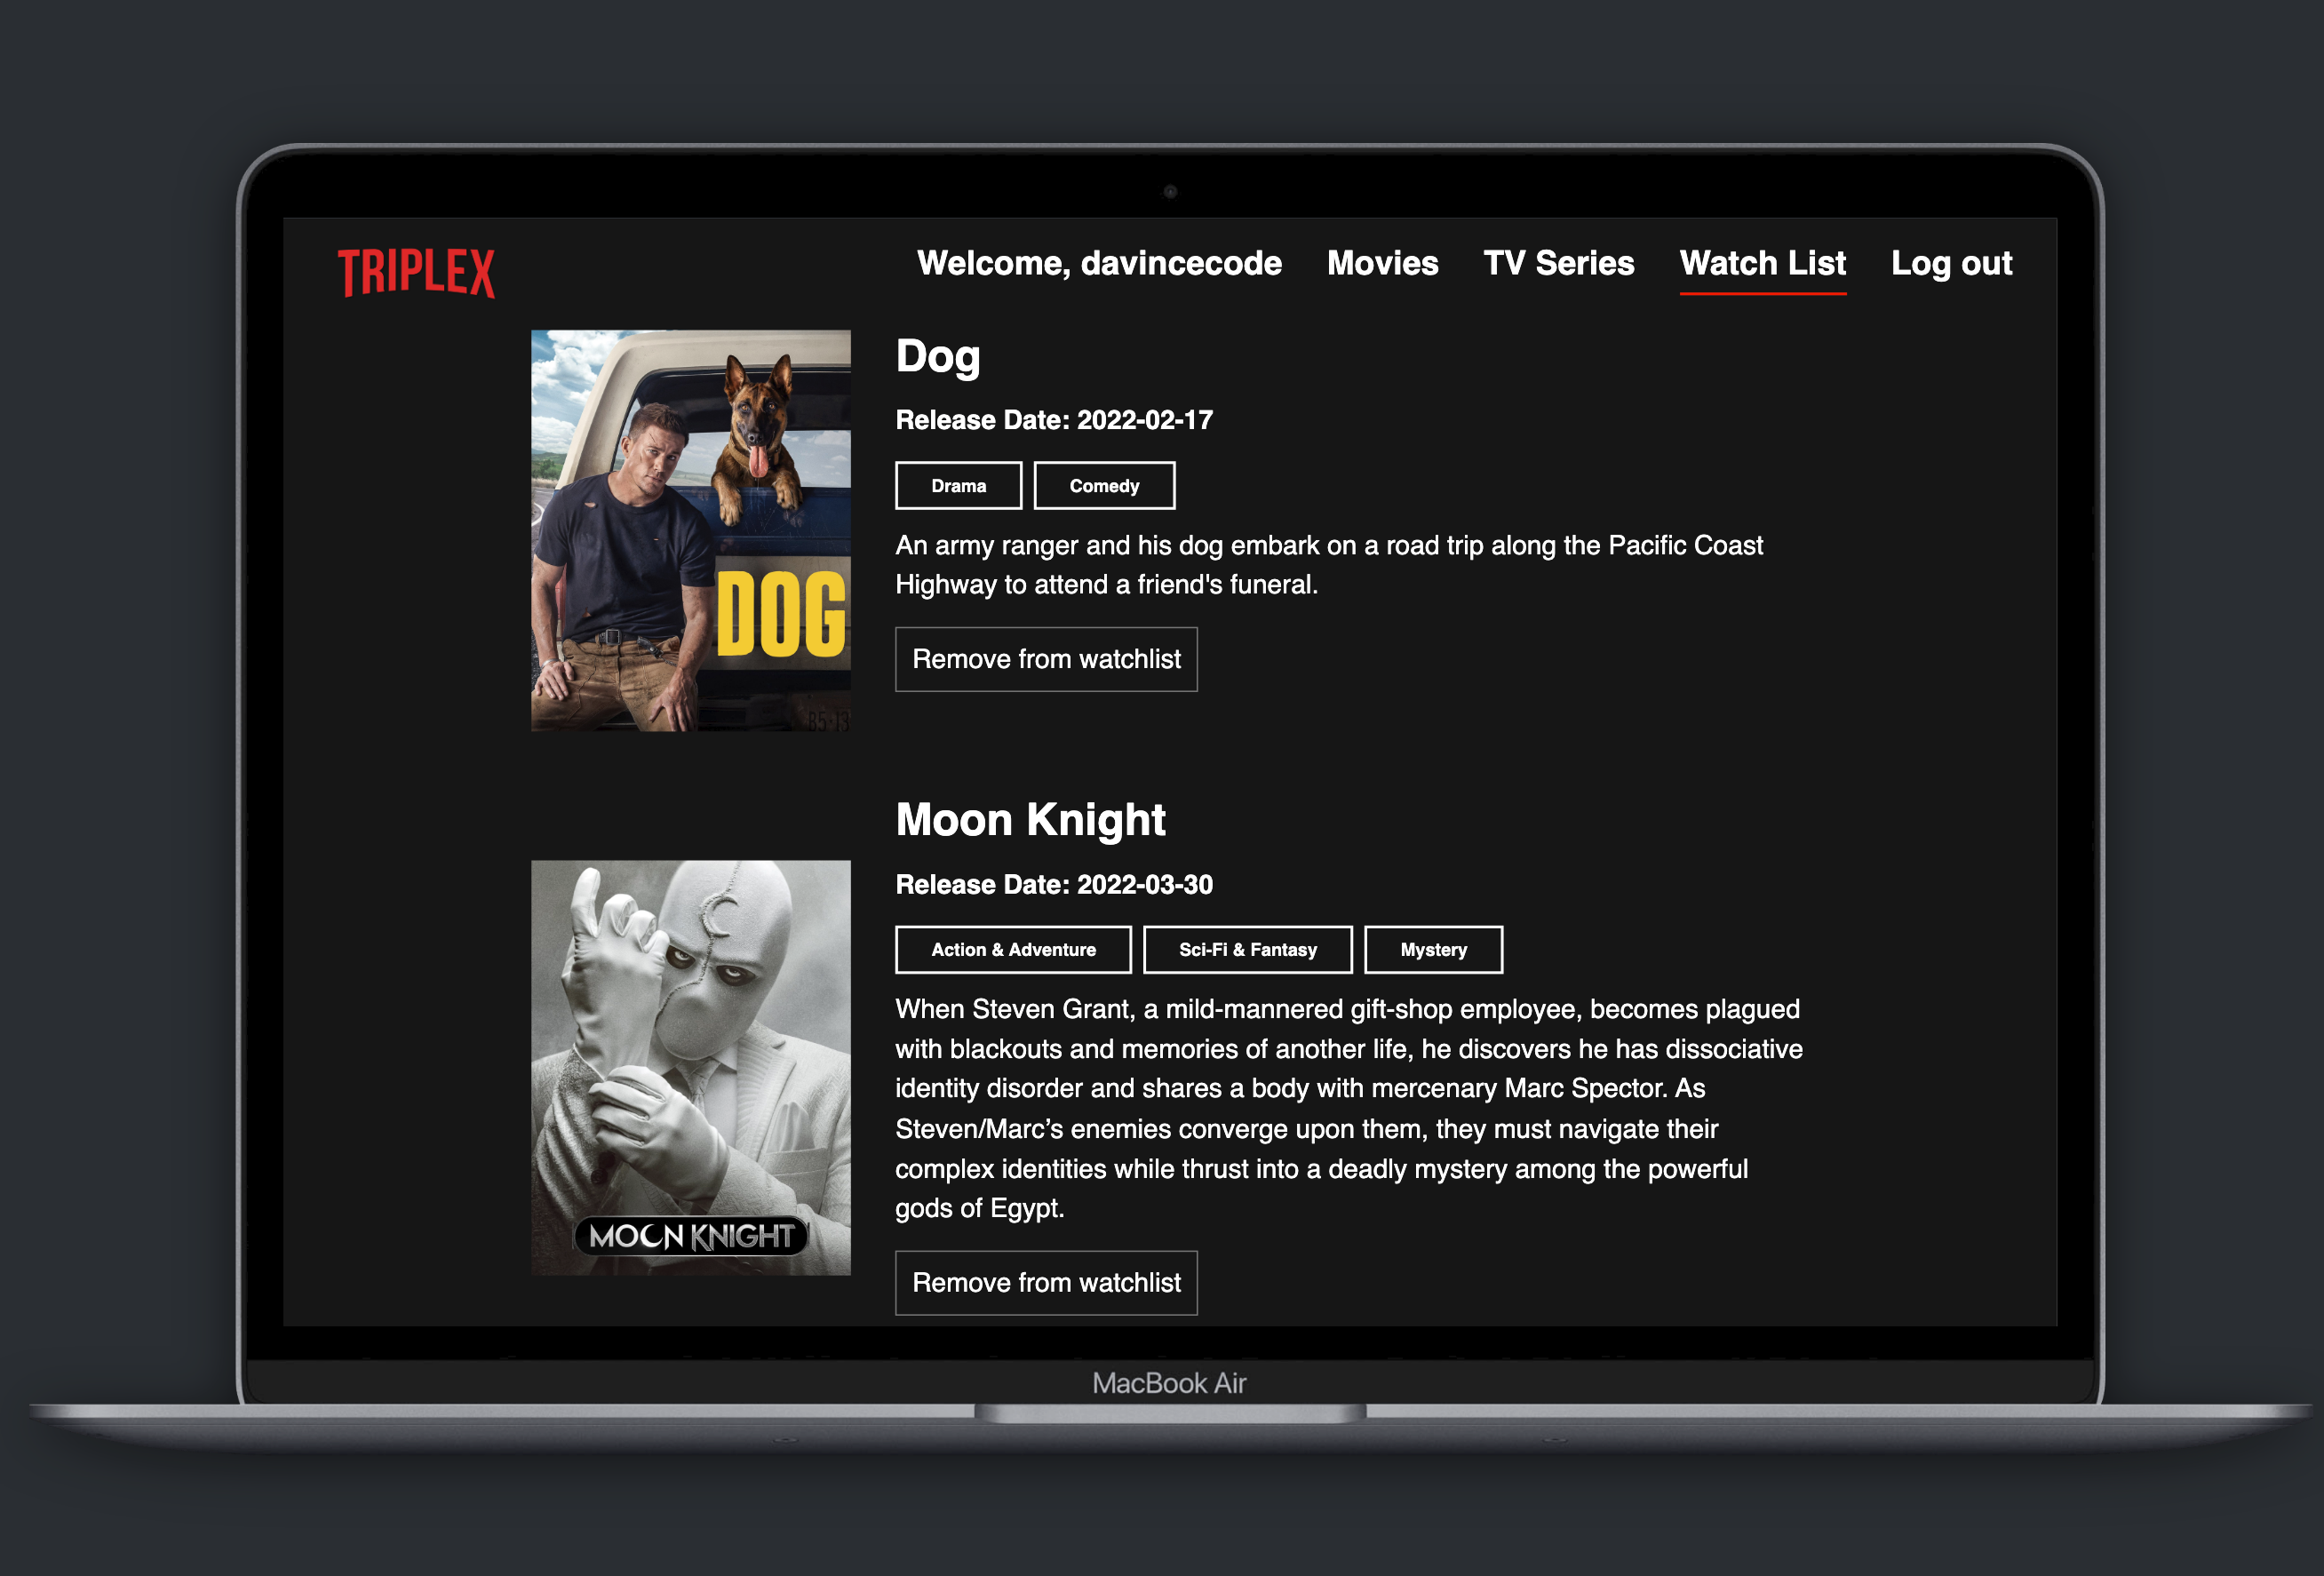 TRIPLEX
Welcome, davincecode Movies TV Series Watch List Log out
Dog
Release Date: 2022-02-17
Drama Comedy
An army ranger and his dog embark on a road trip along the Pacific Coast
Highway to attend a friend's funeral.
DOG
Remove from watchlist
B5·13
Moon Knight
Release Date: 2022-03-30
Action & Adventure Sci-Fi & Fantasy Mystery
When Steven Grant, a mild-mannered gift-shop employee, becomes plagued
with blackouts and memories of another life, he discovers he has dissociative
identity disorder and shares a body with mercenary Marc Spector. As
Steven/Marc’s enemies converge upon them, they must navigate their
complex identities while thrust into a deadly mystery among the powerful
gods of Egypt.
MOON KNIGHT
Remove from watchlist
MacBook Air